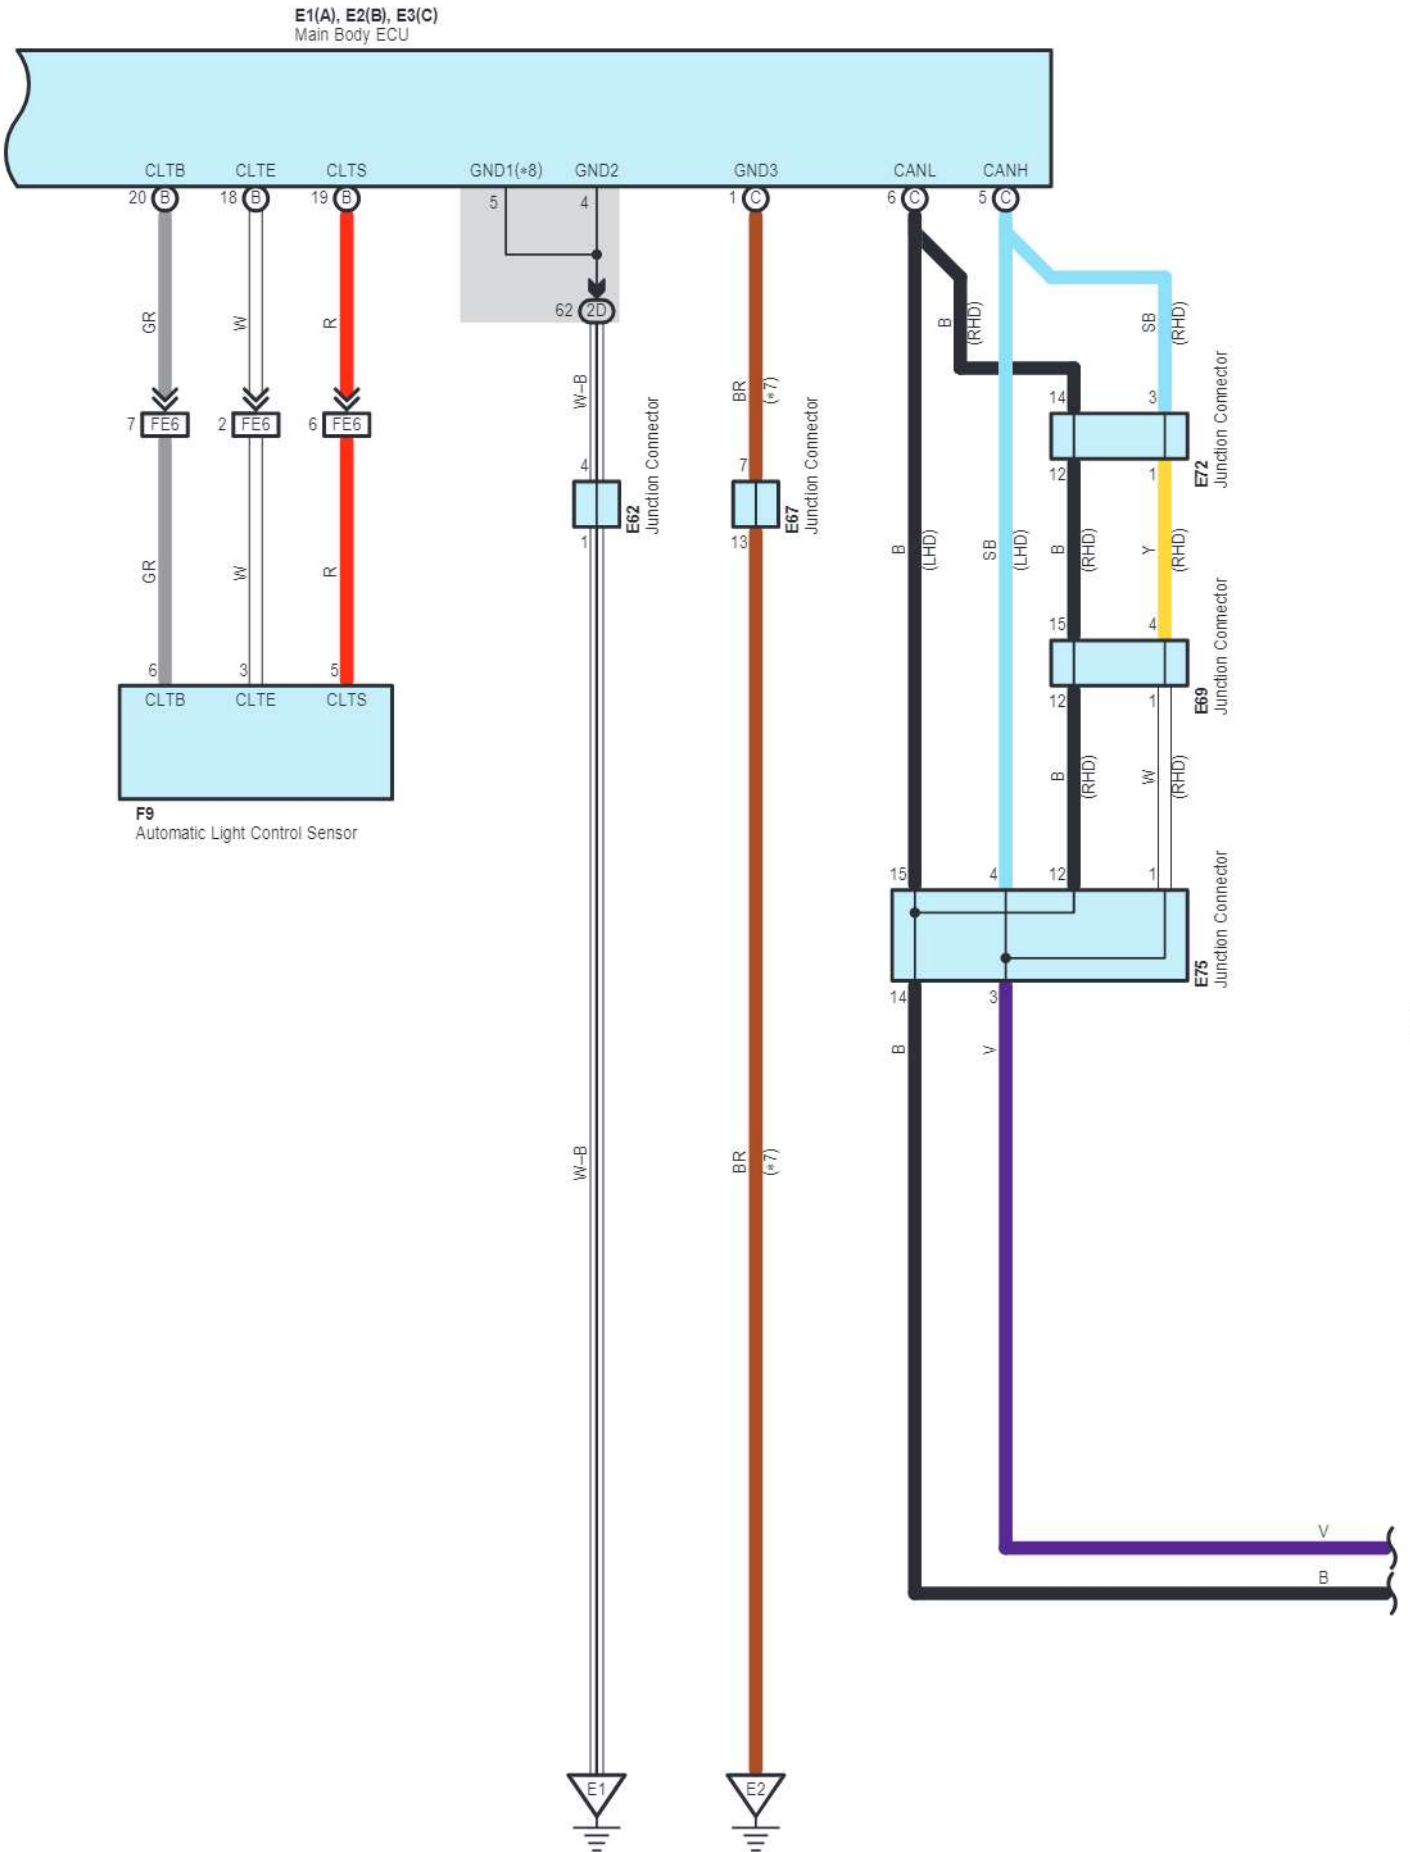 E1(A), E2(B), E3(C)
Main Body ECU
CLTB CLTE CLTS GND1(*8) GND2 GND3 CANL CANH
20 B 18 B 19 B 5 4 1 C 6 C 5 C
GR W R
62 2D
B (RHD) SB (RHD)
7 FE6 2 FE6 6 FE6
W–B
BR (*7)
14 3
E72
Junction Connector
12 1
4 7
E62
Junction Connector
E67
Junction Connector
1 13
GR W R
B (LHD) SB (LHD) B (RHD) Y (RHD)
15 4
E69
Junction Connector
12 1
6 3 5
CLTB CLTE CLTS
F9
Automatic Light Control Sensor
B (RHD) W (RHD)
15 4 12 1
E75
Junction Connector
14 3
B V
W–B BR (*7)
V
B
E1 E2